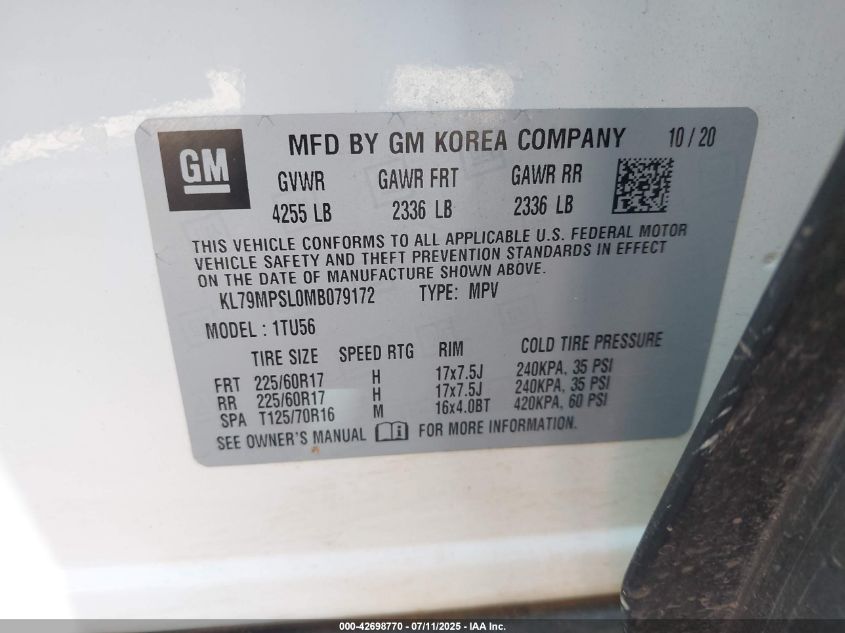 GM
MFD BY GM KOREA COMPANY 10 / 20
GVWR GAWR FRT GAWR RR
4255 LB 2336 LB 2336 LB
THIS VEHICLE CONFORMS TO ALL APPLICABLE U.S. FEDERAL MOTOR
VEHICLE SAFETY AND THEFT PREVENTION STANDARDS IN EFFECT
ON THE DATE OF MANUFACTURE SHOWN ABOVE.
KL79MPSL0MB079172 TYPE: MPV
MODEL : 1TU56
TIRE SIZE SPEED RTG RIM COLD TIRE PRESSURE
FRT 225/60R17 H 17x7.5J 240KPA, 35 PSI
RR 225/60R17 H 17x7.5J 240KPA, 35 PSI
SPA T125/70R16 M 16x4.0BT 420KPA, 60 PSI
SEE OWNER'S MANUAL FOR MORE INFORMATION.
000-42698770 - 07/11/2025 - IAA Inc.